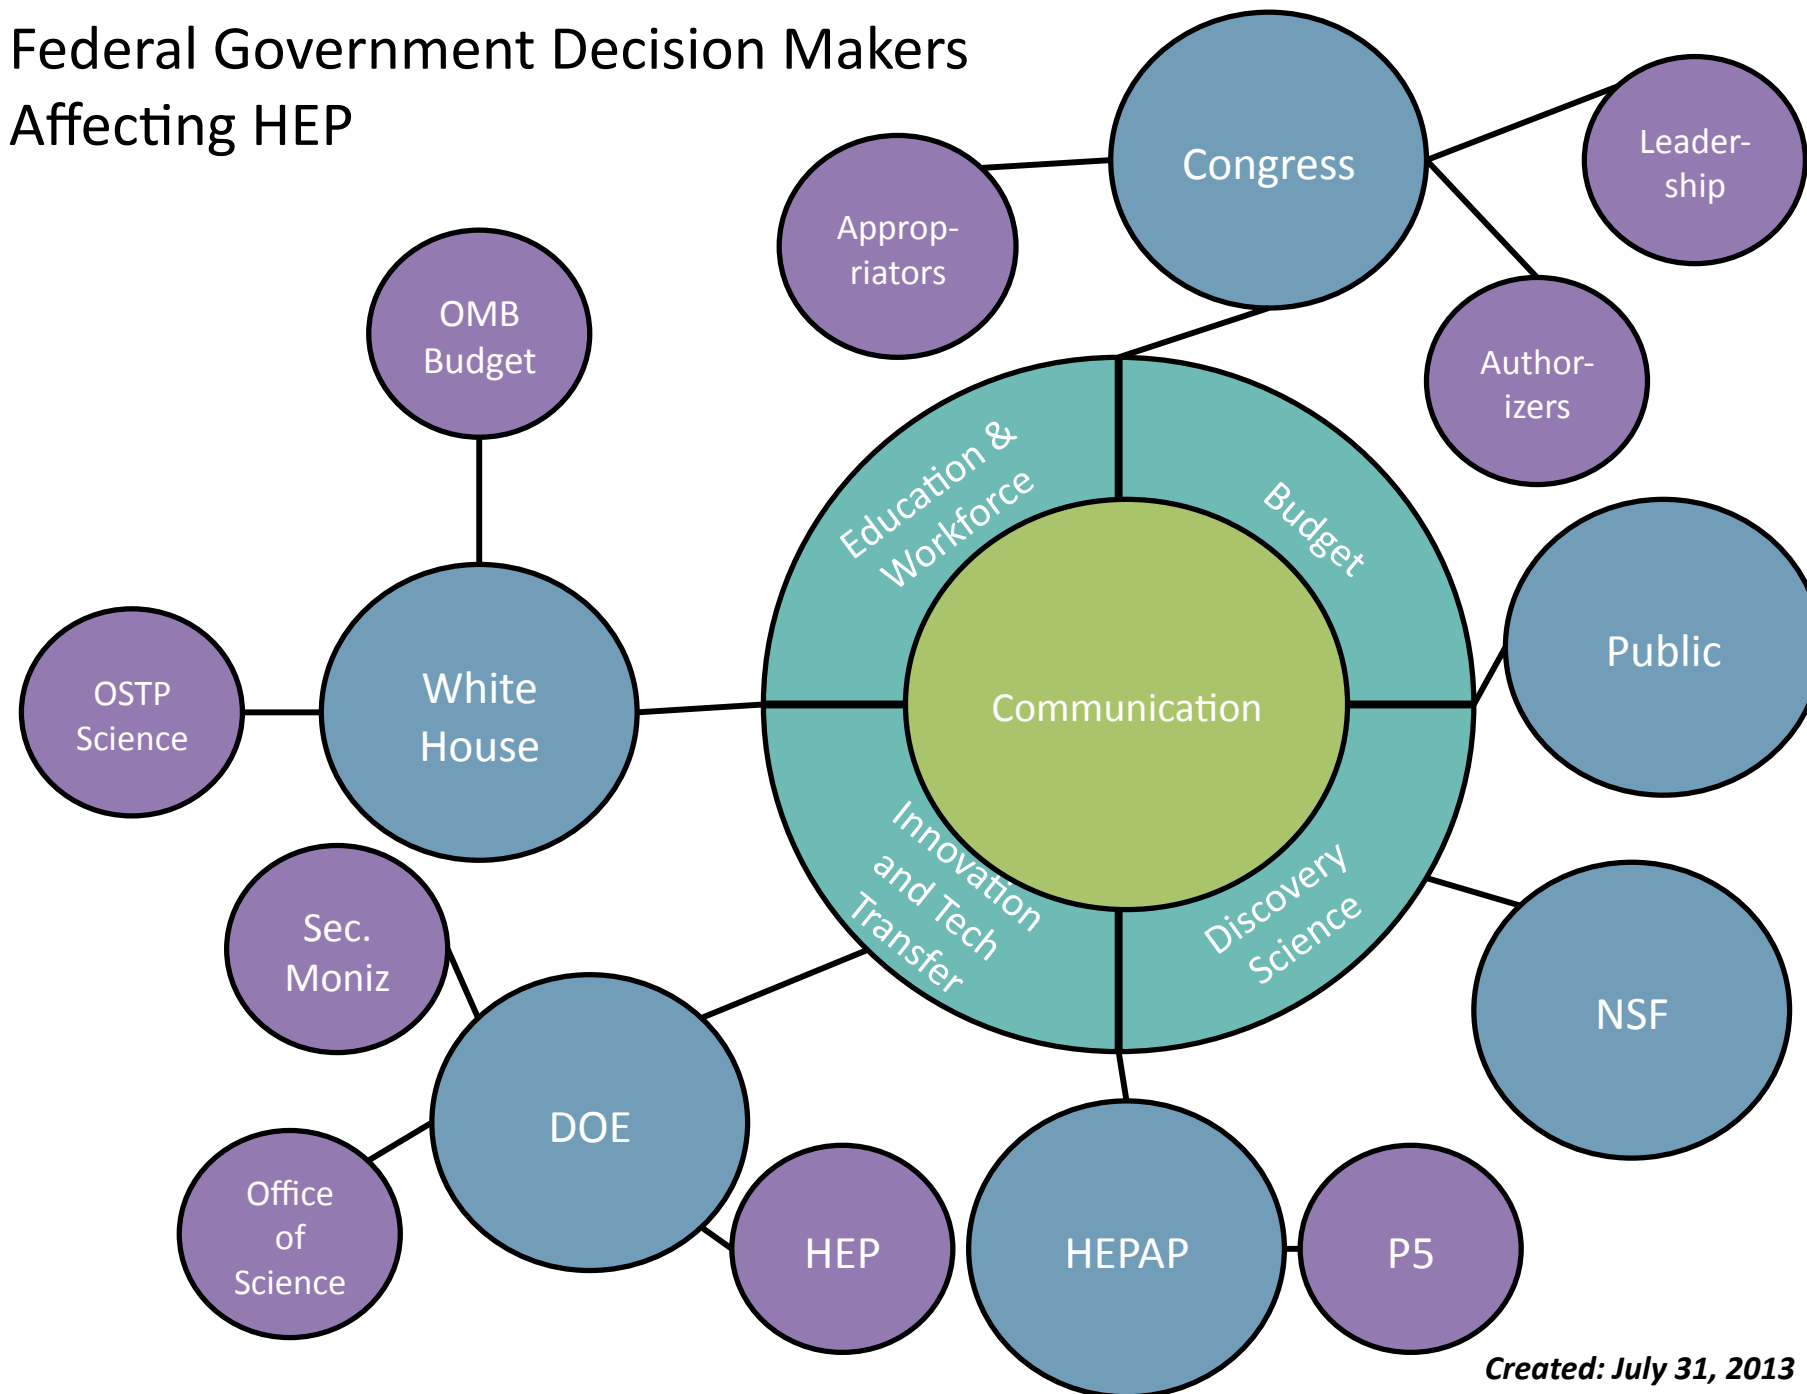 Federal Government Decision Makers
Affecting HEP
Congress
Leader-
ship
Approp-
riators
Author-
izers
OMB
Budget
Education &
Workforce
Budget
Public
OSTP
Science
White
House
Communication
Innovation
and Tech
Transfer
Discovery
Science
Sec.
Moniz
NSF
DOE
Office
of
Science
HEP
HEPAP
P5
Created: July 31, 2013